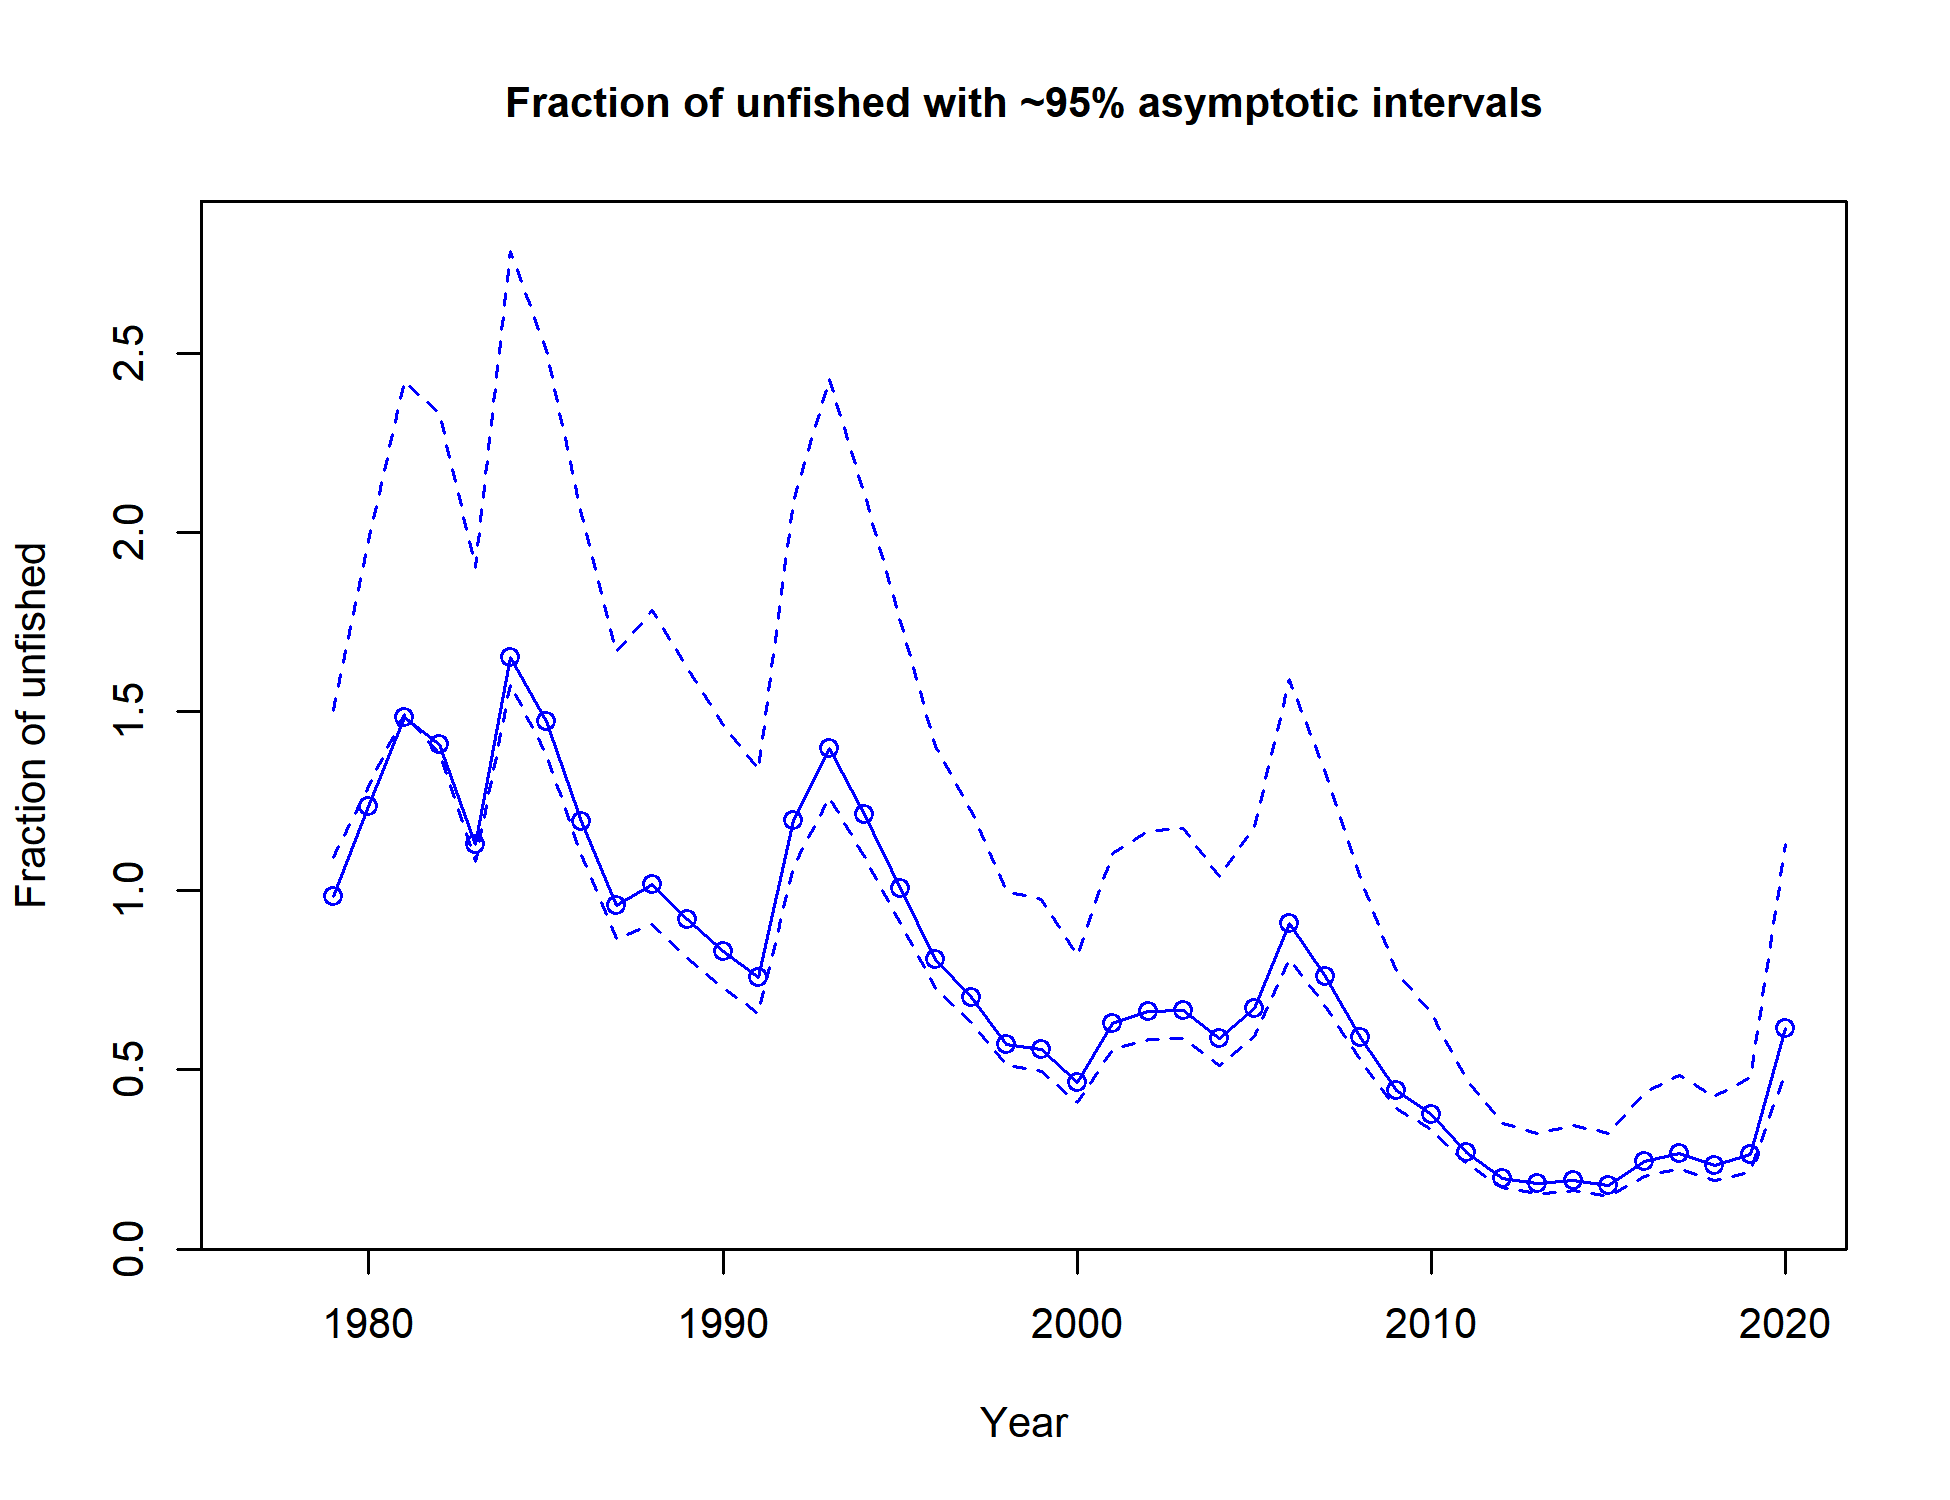 Fraction of unfished with ~95% asymptotic intervals
Fraction of unfished
2.5
2.0
1.5
1.0
0.5
0.0
1980 1990 2000 2010 2020
Year